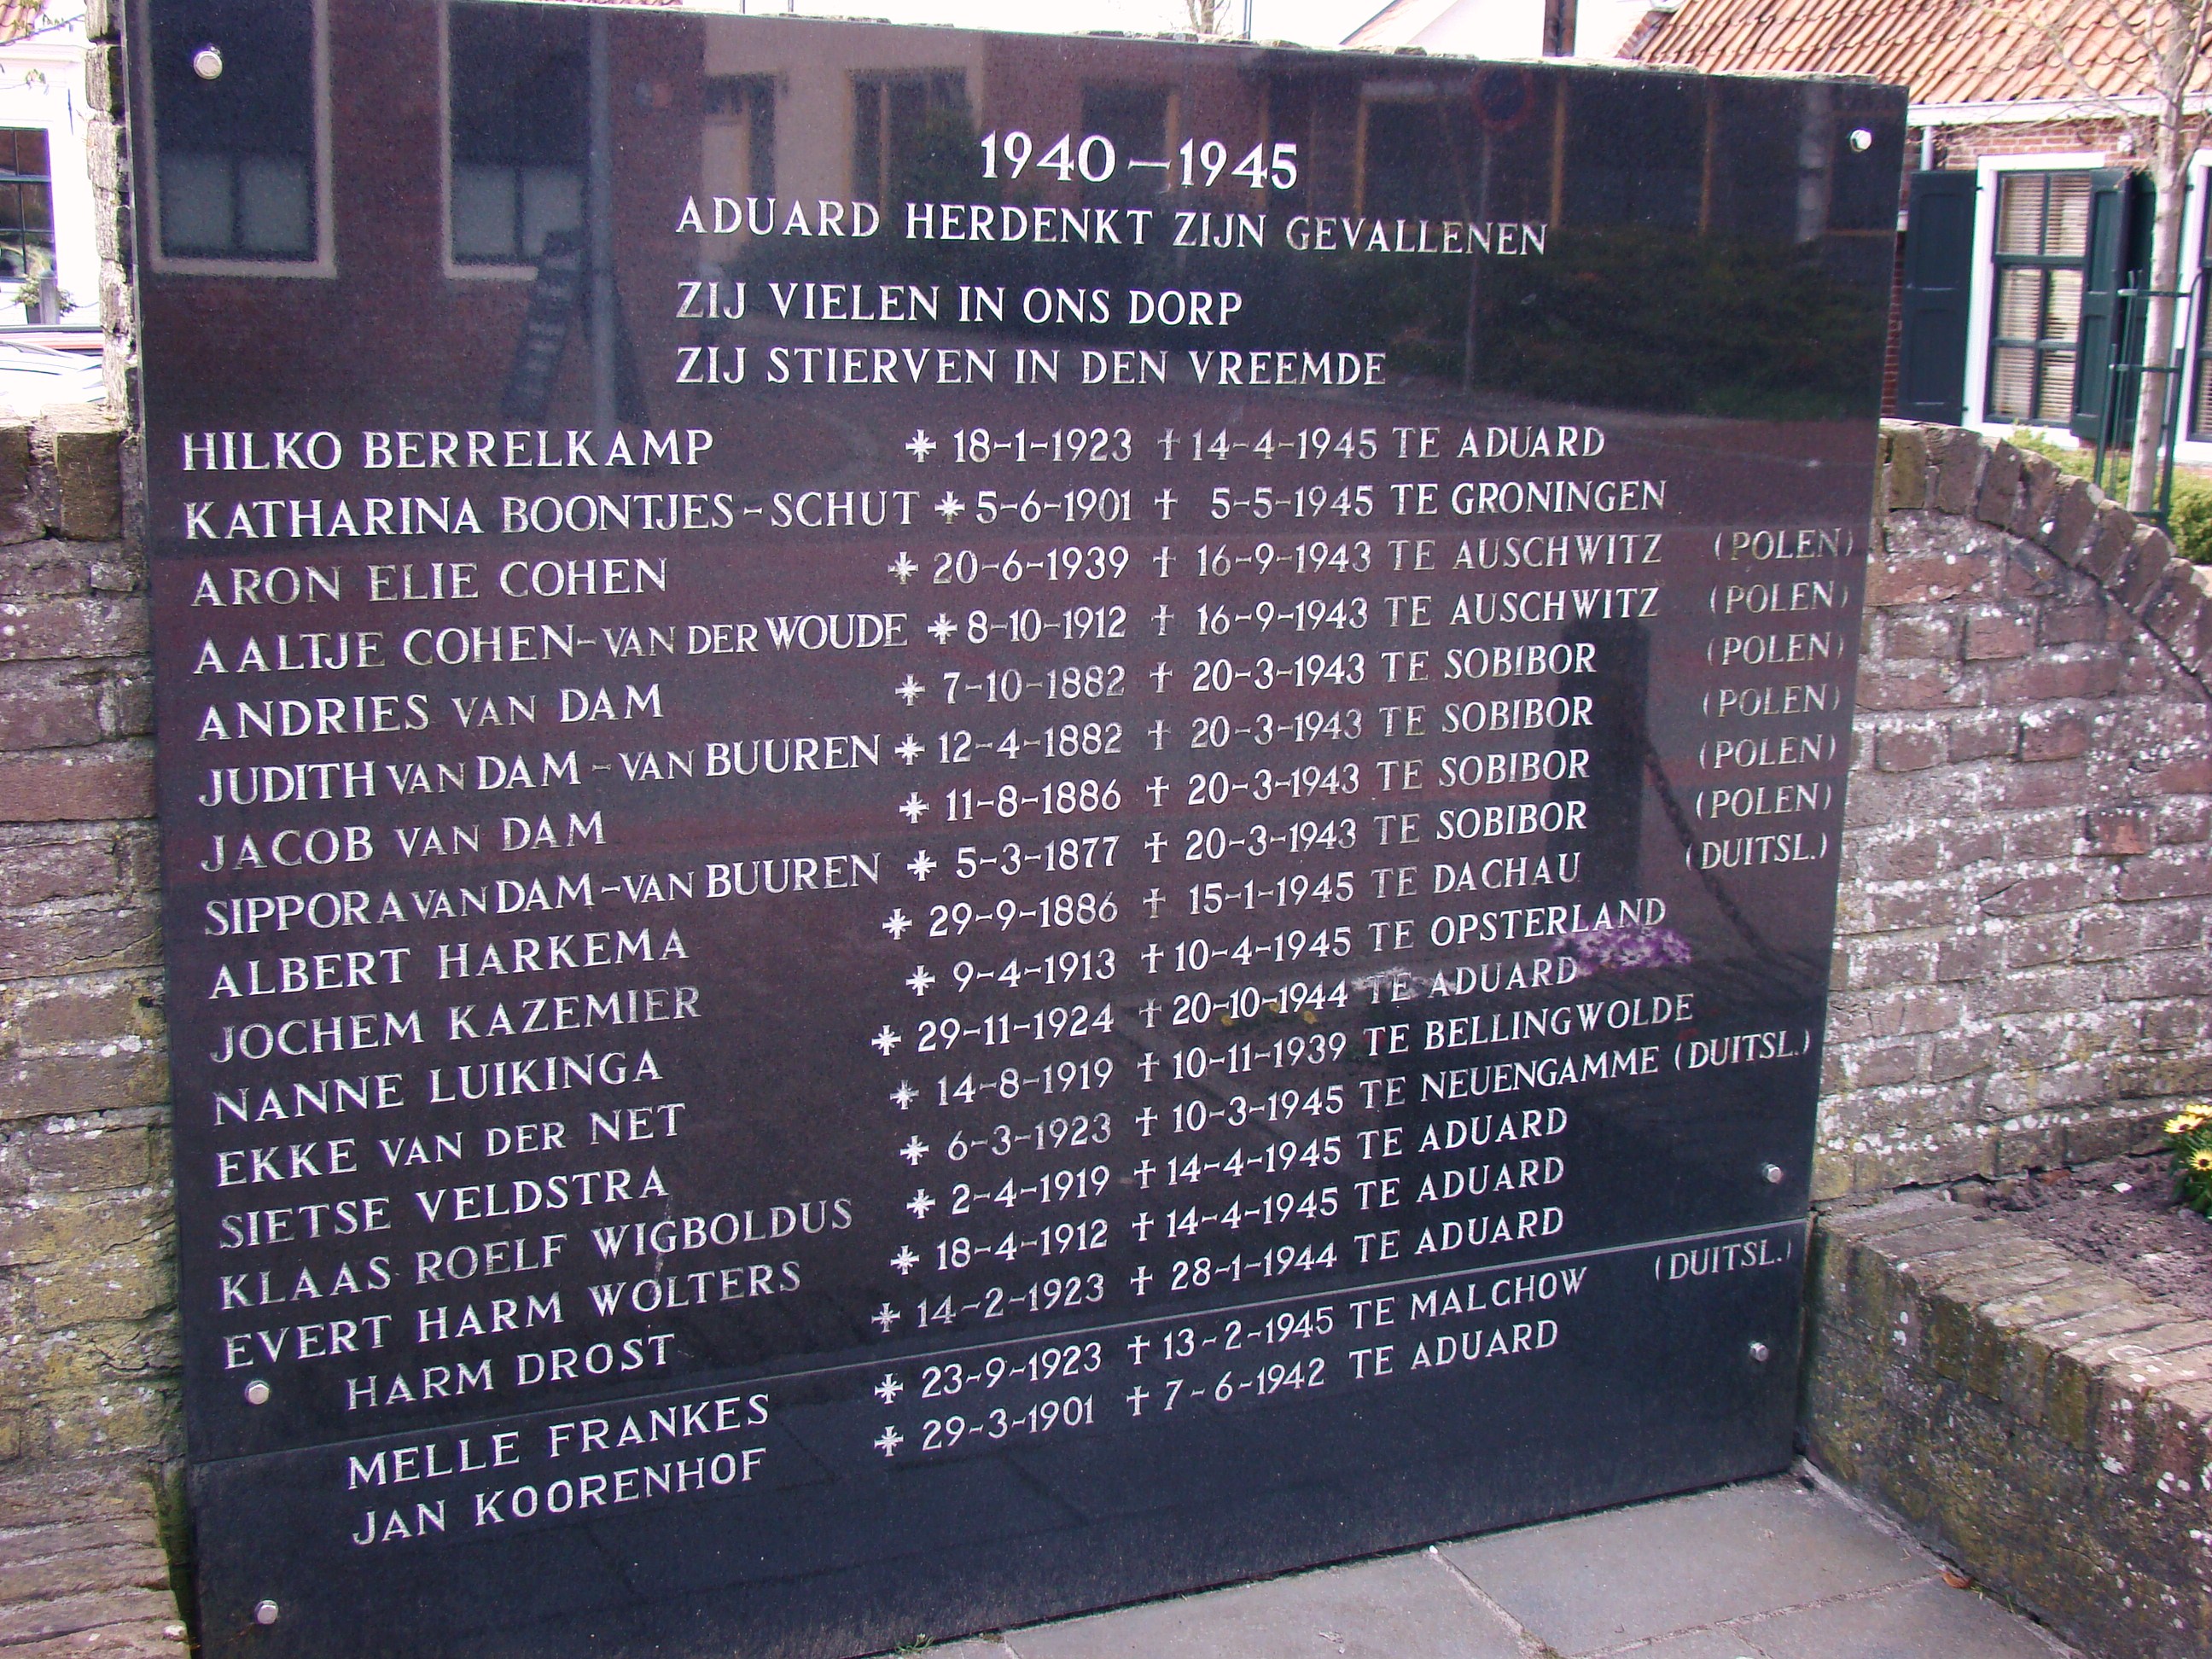 1940–1945
ADUARD HERDENKT ZIJN GEVALLENEN
ZIJ VIELEN IN ONS DORP
ZIJ STIERVEN IN DEN VREEMDE
HILKO BERRELKAMP * 18-1-1923 † 14-4-1945 TE ADUARD
KATHARINA BOONTJES-SCHUT * 5-6-1901 † 5-5-1945 TE GRONINGEN
ARON ELIE COHEN * 20-6-1939 † 16-9-1943 TE AUSCHWITZ (POLEN)
AALTJE COHEN-VAN DER WOUDE * 8-10-1912 † 16-9-1943 TE AUSCHWITZ (POLEN)
ANDRIES VAN DAM * 7-10-1882 † 20-3-1943 TE SOBIBOR (POLEN)
JUDITH VAN DAM-VAN BUUREN * 12-4-1882 † 20-3-1943 TE SOBIBOR (POLEN)
JACOB VAN DAM * 11-8-1886 † 20-3-1943 TE SOBIBOR (POLEN)
SIPPORA VAN DAM-VAN BUUREN * 5-3-1877 † 20-3-1943 TE SOBIBOR (POLEN)
ALBERT HARKEMA * 29-9-1886 † 15-1-1945 TE DACHAU (DUITSL.)
JOCHEM KAZEMIER * 9-4-1913 † 10-4-1945 TE OPSTERLAND
NANNE LUIKINGA * 29-11-1924 † 20-10-1944 TE ADUARD
EKKE VAN DER NET * 14-8-1919 † 10-11-1939 TE BELLINGWOLDE
SIETSE VELDSTRA * 6-3-1923 † 10-3-1945 TE NEUENGAMME (DUITSL.)
KLAAS ROELF WIGBOLDUS * 2-4-1919 † 14-4-1945 TE ADUARD
EVERT HARM WOLTERS * 18-4-1912 † 14-4-1945 TE ADUARD
HARM DROST * 14-2-1923 † 28-1-1944 TE ADUARD
MELLE FRANKES * 23-9-1923 † 13-2-1945 TE MALCHOW (DUITSL.)
JAN KOORENHOF * 29-3-1901 † 7-6-1942 TE ADUARD